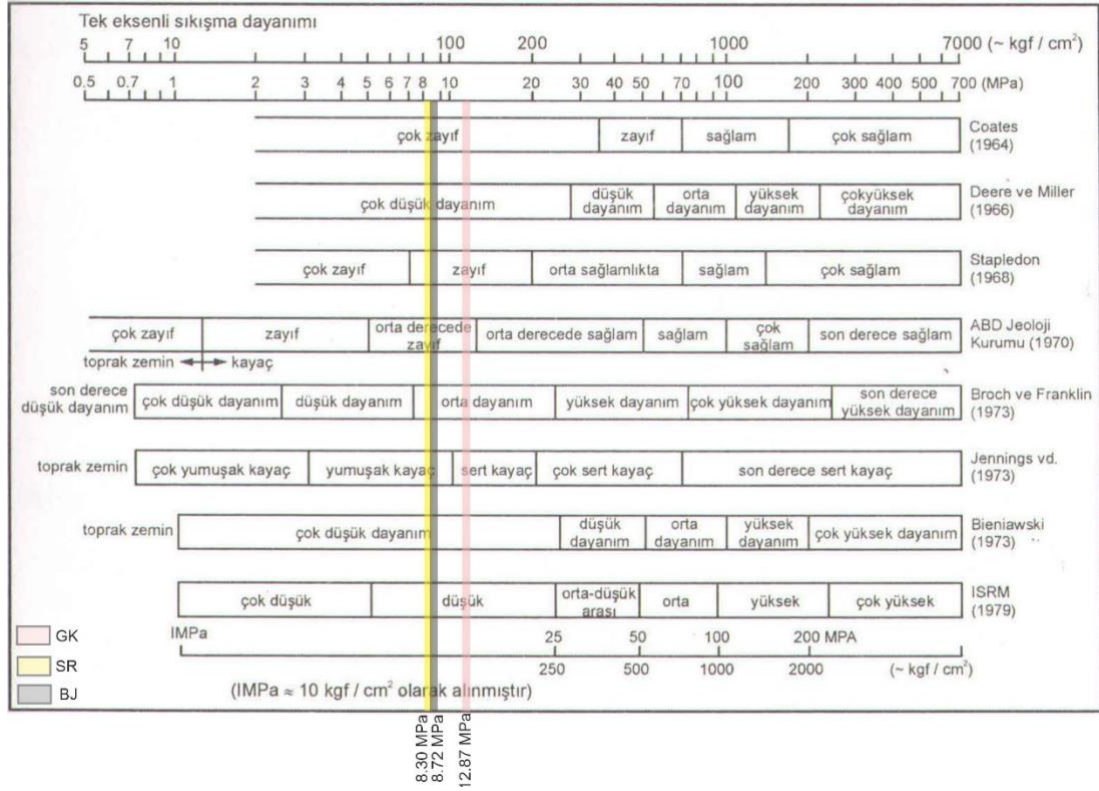 Tek eksenli sıkışma dayanımı
5 7 10 100 200 1000 7000 (~ kgf / cm²)
0.5 0.7 1 2 3 4 5 6 7 8 10 20 30 40 50 70 100 200 300 400 500 700 (MPa)
çok zayıf zayıf sağlam çok sağlam Coates
(1964)
çok düşük dayanım düşük dayanım orta dayanım yüksek dayanım çokyüksek dayanım Deere ve Miller
(1966)
çok zayıf zayıf orta sağlamlıkta sağlam çok sağlam Stapledon
(1968)
çok zayıf zayıf orta derecede zayıf orta derecede sağlam sağlam çok sağlam son derece sağlam ABD Jeoloji
Kurumu (1970)
toprak zemin kayaç
son derece düşük dayanım çok düşük dayanım düşük dayanım orta dayanım yüksek dayanım çok yüksek dayanım son derece yüksek dayanım Broch ve Franklin
(1973)
toprak zemin çok yumuşak kayaç yumuşak kayaç sert kayaç çok sert kayaç son derece sert kayaç Jennings vd.
(1973)
toprak zemin çok düşük dayanım düşük dayanım orta dayanım yüksek dayanım çok yüksek dayanım Bieniawski
(1973)
çok düşük düşük orta-düşük arası orta yüksek çok yüksek ISRM
(1979)
GK
SR
BJ
IMPa 25 50 100 200 MPA
250 500 1000 2000 (~ kgf / cm²)
(IMPa ≈ 10 kgf / cm² olarak alınmıştır)
8.30 MPa
8.72 MPa
12.87 MPa